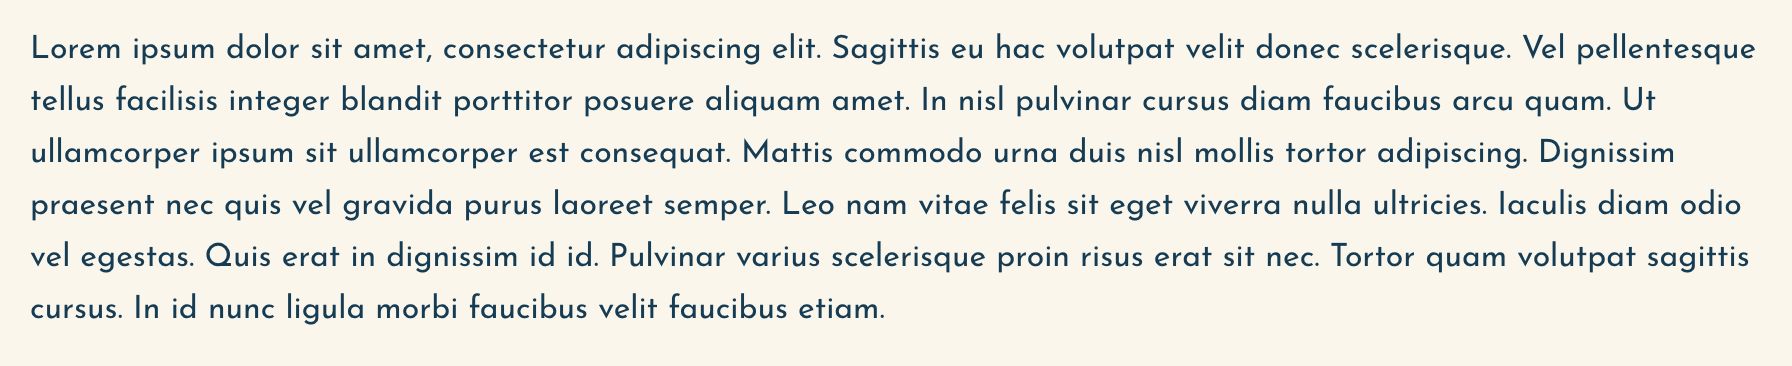 Lorem ipsum dolor sit amet, consectetur adipiscing elit. Sagittis eu hac volutpat velit donec scelerisque. Vel pellentesque
tellus facilisis integer blandit porttitor posuere aliquam amet. In nisl pulvinar cursus diam faucibus arcu quam. Ut
ullamcorper ipsum sit ullamcorper est consequat. Mattis commodo urna duis nisl mollis tortor adipiscing. Dignissim
praesent nec quis vel gravida purus laoreet semper. Leo nam vitae felis sit eget viverra nulla ultricies. Iaculis diam odio
vel egestas. Quis erat in dignissim id id. Pulvinar varius scelerisque proin risus erat sit nec. Tortor quam volutpat sagittis
cursus. In id nunc ligula morbi faucibus velit faucibus etiam.